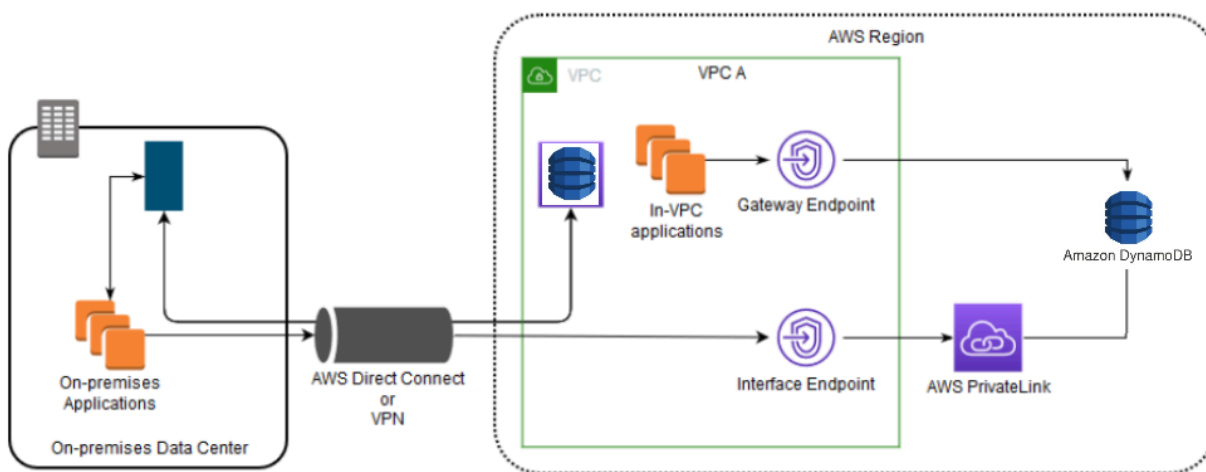 AWS Region
VPC
VPC A
In-VPC
applications
Gateway Endpoint
Amazon DynamoDB
On-premises
Applications
On-premises Data Center
AWS Direct Connect
or
VPN
Interface Endpoint
AWS PrivateLink